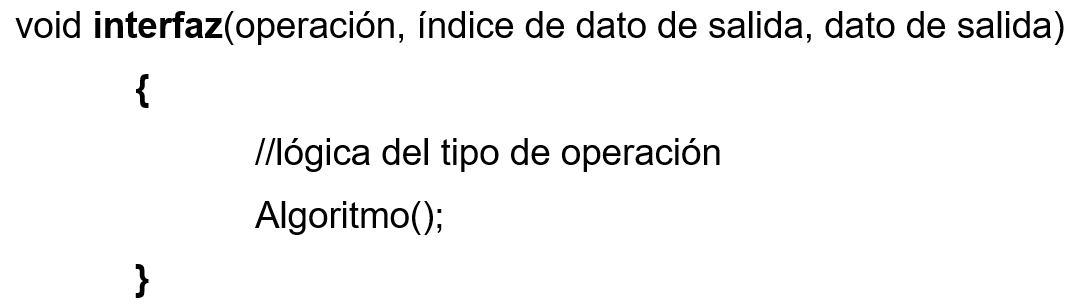 void interfaz(operación, índice de dato de salida, dato de salida)
{
//lógica del tipo de operación
Algoritmo();
}